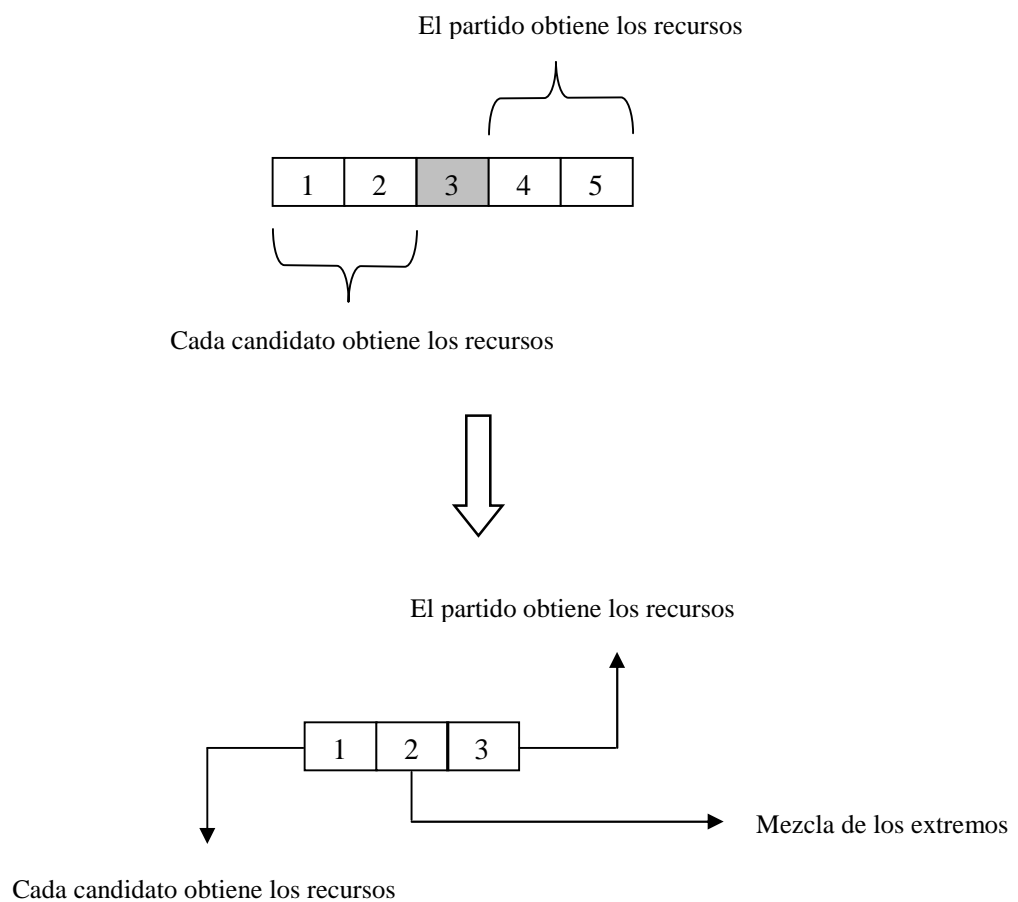 El partido obtiene los recursos
1 2 3 4 5
Cada candidato obtiene los recursos
El partido obtiene los recursos
1 2 3
Mezcla de los extremos
Cada candidato obtiene los recursos